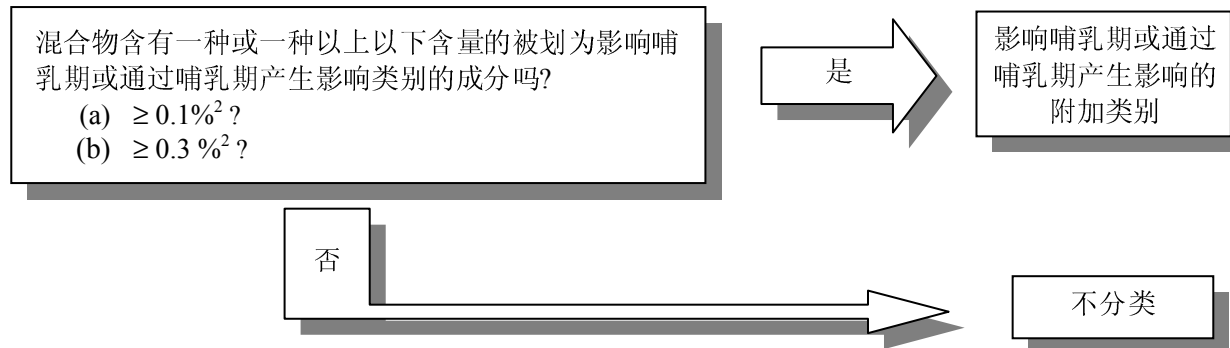 混合物含有一种或一种以上以下含量的被划为影响哺
乳期或通过哺乳期产生影响类别的成分吗?
(a) ≥ 0.1%² ?
(b) ≥ 0.3 %² ?
是
影响哺乳期或通过
哺乳期产生影响的
附加类别
否
不分类